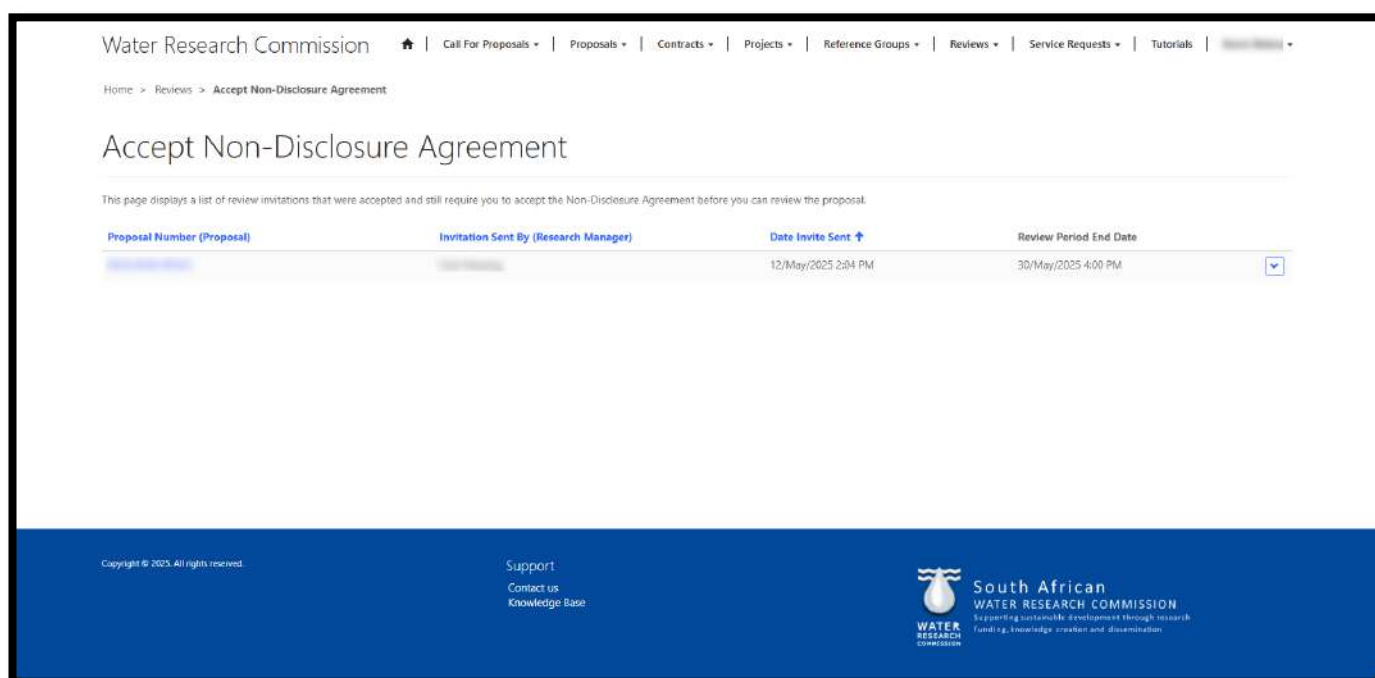 Water Research Commission | Call For Proposals | Proposals | Contracts | Projects | Reference Groups | Reviews | Service Requests | Tutorials |
Home > Reviews > Accept Non-Disclosure Agreement
Accept Non-Disclosure Agreement
This page displays a list of review invitations that were accepted and still require you to accept the Non-Disclosure Agreement before you can review the proposal.
Proposal Number (Proposal) Invitation Sent By (Research Manager) Date Invite Sent ↑ Review Period End Date
12/May/2025 2:04 PM 30/May/2025 4:00 PM
Copyright © 2025. All rights reserved.
Support
Contact us
Knowledge Base
WATER
RESEARCH
COMMISSION
South African
WATER RESEARCH COMMISSION
Supporting sustainable development through research
funding, knowledge creation and dissemination